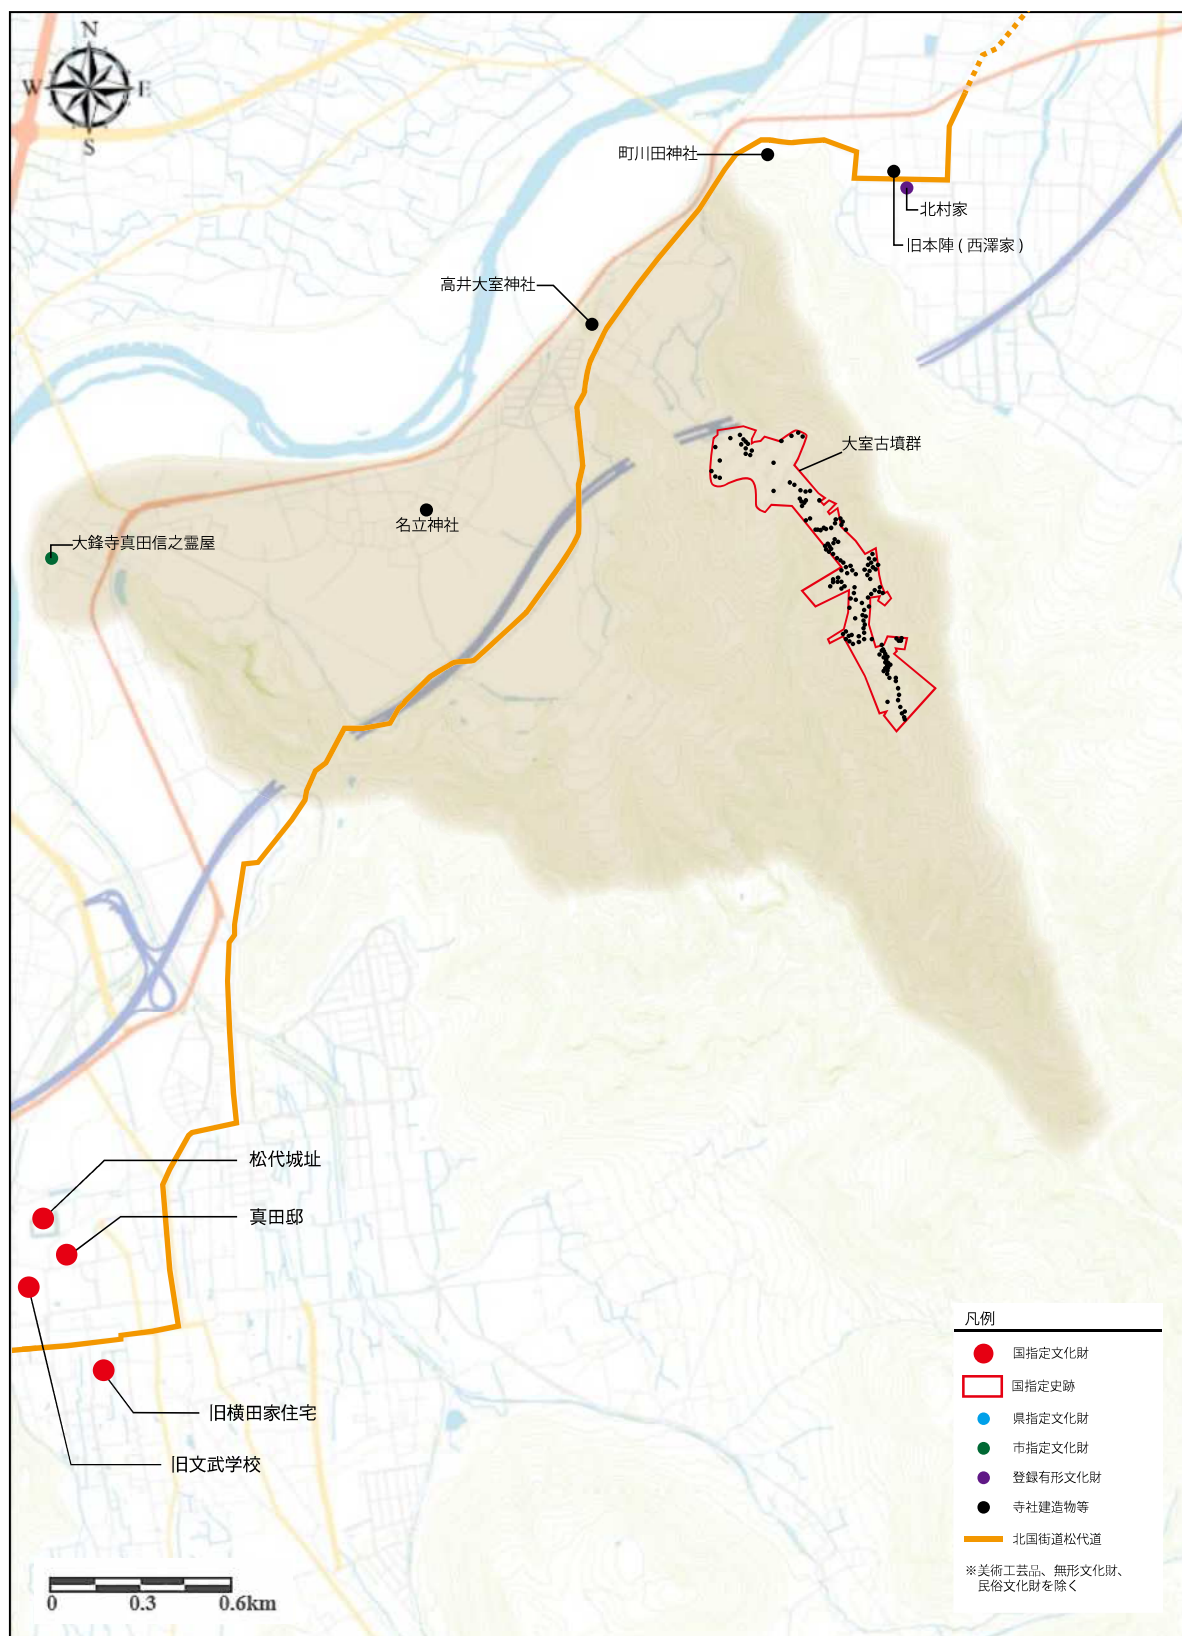 N
W E
S
町川田神社
北村家
旧本陣 ( 西澤家 )
高井大室神社
大室古墳群
名立神社
大鋒寺真田信之霊屋
松代城址
真田邸
旧横田家住宅
旧文武学校
凡例
国指定文化財
国指定史跡
県指定文化財
市指定文化財
登録有形文化財
寺社建造物等
北国街道松代道
※美術工芸品、無形文化財、
民俗文化財を除く
0 0.3 0.6km